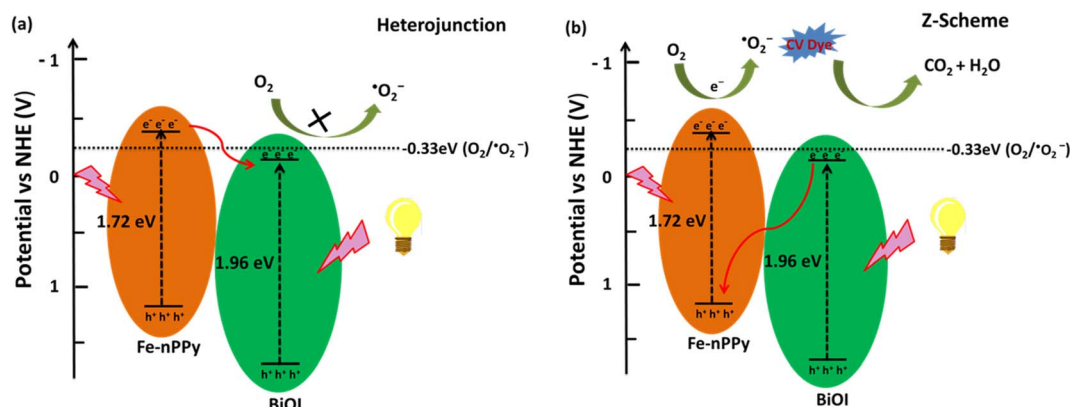 (a)
Heterojunction
Potential vs NHE (V)
- 1
0
1
O₂
•O₂⁻
e⁻ e⁻ e⁻
e⁻ e⁻ e⁻
-0.33eV (O₂/•O₂⁻)
1.72 eV
1.96 eV
h⁺ h⁺ h⁺
h⁺ h⁺ h⁺
Fe-nPPy
BiOI
(b)
Z-Scheme
Potential vs NHE (V)
- 1
0
1
O₂
e⁻
•O₂⁻
CV Dye
CO₂ + H₂O
e⁻ e⁻ e⁻
e⁻ e⁻ e⁻
-0.33eV (O₂/•O₂⁻)
1.72 eV
1.96 eV
h⁺ h⁺ h⁺
h⁺ h⁺ h⁺
Fe-nPPy
BiOI